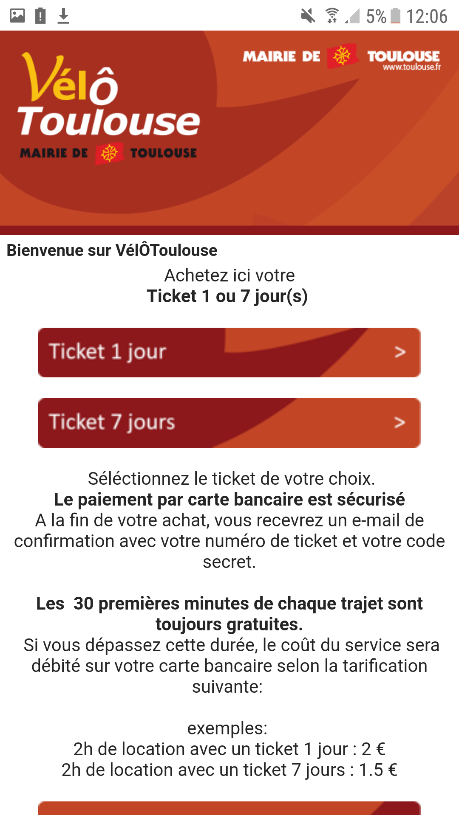 5% 12:06
Vélô
Toulouse
MAIRIE DE TOULOUSE
MAIRIE DE TOULOUSE
www.toulouse.fr
Bienvenue sur VélÔToulouse
Achetez ici votre
Ticket 1 ou 7 jour(s)
Ticket 1 jour >
Ticket 7 jours >
Séléctionnez le ticket de votre choix.
Le paiement par carte bancaire est sécurisé
A la fin de votre achat, vous recevrez un e-mail de
confirmation avec votre numéro de ticket et votre code
secret.
Les 30 premières minutes de chaque trajet sont
toujours gratuites.
Si vous dépassez cette durée, le coût du service sera
débité sur votre carte bancaire selon la tarification
suivante:
exemples:
2h de location avec un ticket 1 jour : 2 €
2h de location avec un ticket 7 jours : 1.5 €